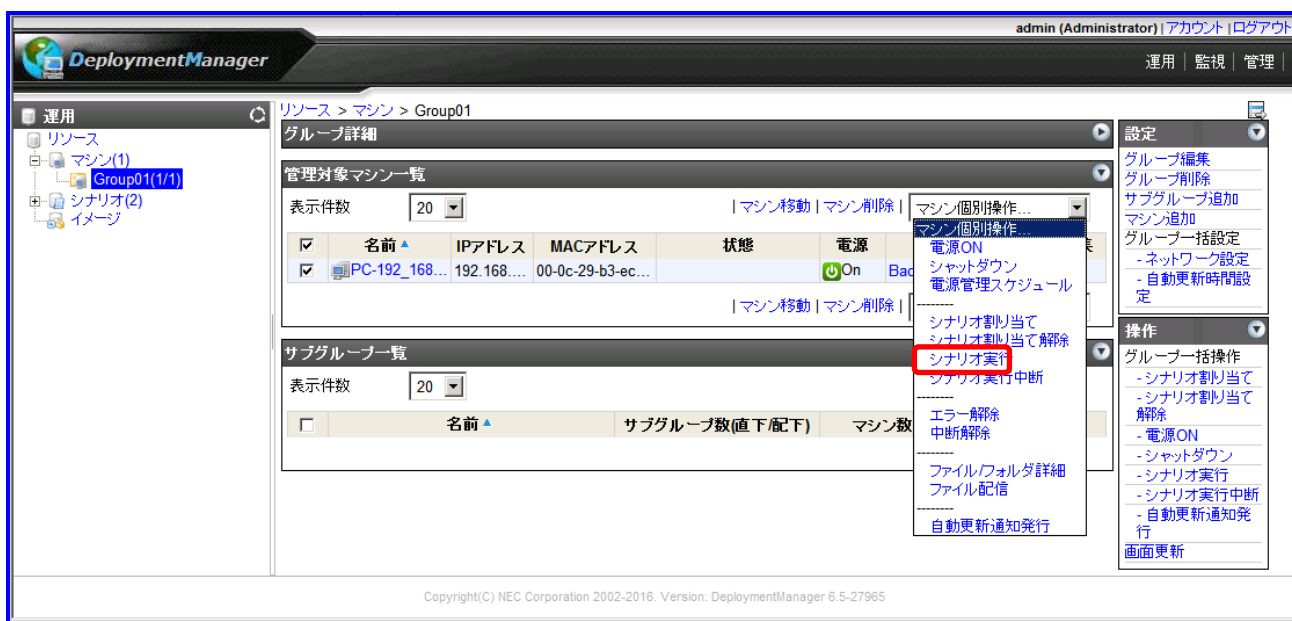 admin (Administrator) | アカウント | ログアウト
DeploymentManager
運用 | 監視 | 管理 |
運用
リソース
マシン(1)
Group01(1/1)
シナリオ(2)
イメージ
リソース > マシン > Group01
グループ詳細
管理対象マシン一覧
表示件数 20
| マシン移動 | マシン削除 | マシン個別操作...
名前 IPアドレス MACアドレス 状態 電源
PC-192_168... 192.168.... 00-0c-29-b3-ec... On Bac
| マシン移動 | マシン削除 |
マシン個別操作...
電源ON
シャットダウン
電源管理スケジュール
--------
シナリオ割り当て
シナリオ割り当て解除
シナリオ実行
シナリオ実行中断
--------
エラー解除
中断解除
--------
ファイル/フォルダ詳細
ファイル配信
--------
自動更新通知発行
サブグループ一覧
表示件数 20
名前 サブグループ数(直下/配下) マシン数
設定
グループ編集
グループ削除
サブグループ追加
マシン追加
グループ一括設定
- ネットワーク設定
- 自動更新時間設
定
操作
グループ一括操作
- シナリオ割り当て
- シナリオ割り当て
解除
- 電源ON
- シャットダウン
- シナリオ実行
- シナリオ実行中断
- 自動更新通知発
行
画面更新
Copyright(C) NEC Corporation 2002-2016. Version: DeploymentManager 6.5-27965